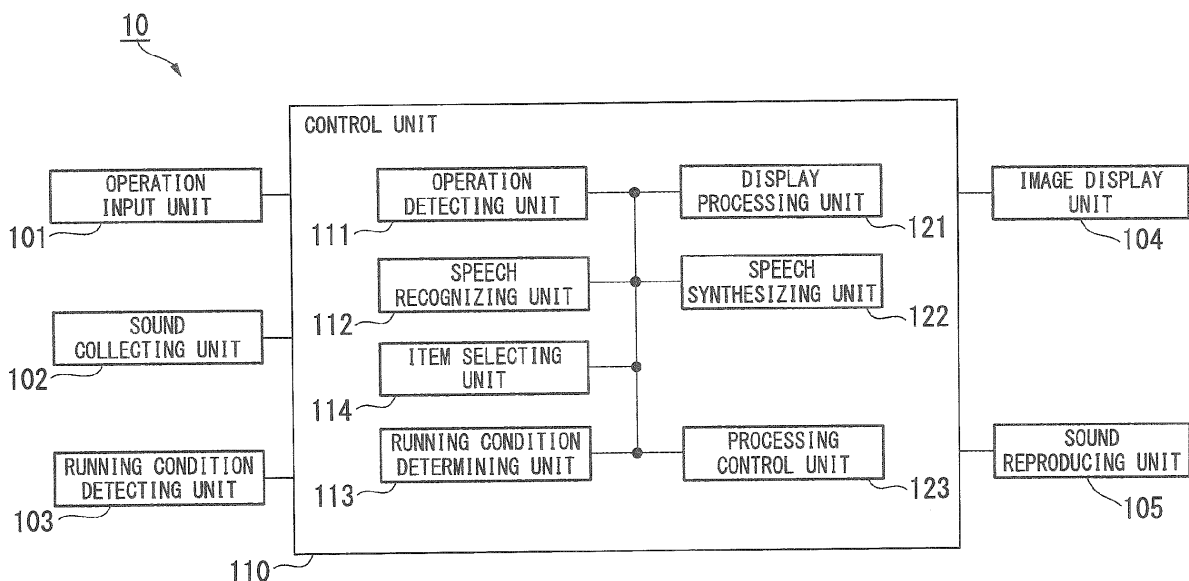 10
CONTROL UNIT
OPERATION
INPUT UNIT
101
OPERATION
DETECTING UNIT
111
DISPLAY
PROCESSING UNIT
121
IMAGE DISPLAY
UNIT
104
SPEECH
RECOGNIZING UNIT
112
SPEECH
SYNTHESIZING UNIT
122
SOUND
COLLECTING UNIT
102
ITEM SELECTING
UNIT
114
RUNNING CONDITION
DETECTING UNIT
103
RUNNING CONDITION
DETERMINING UNIT
113
PROCESSING
CONTROL UNIT
123
SOUND
REPRODUCING UNIT
105
110